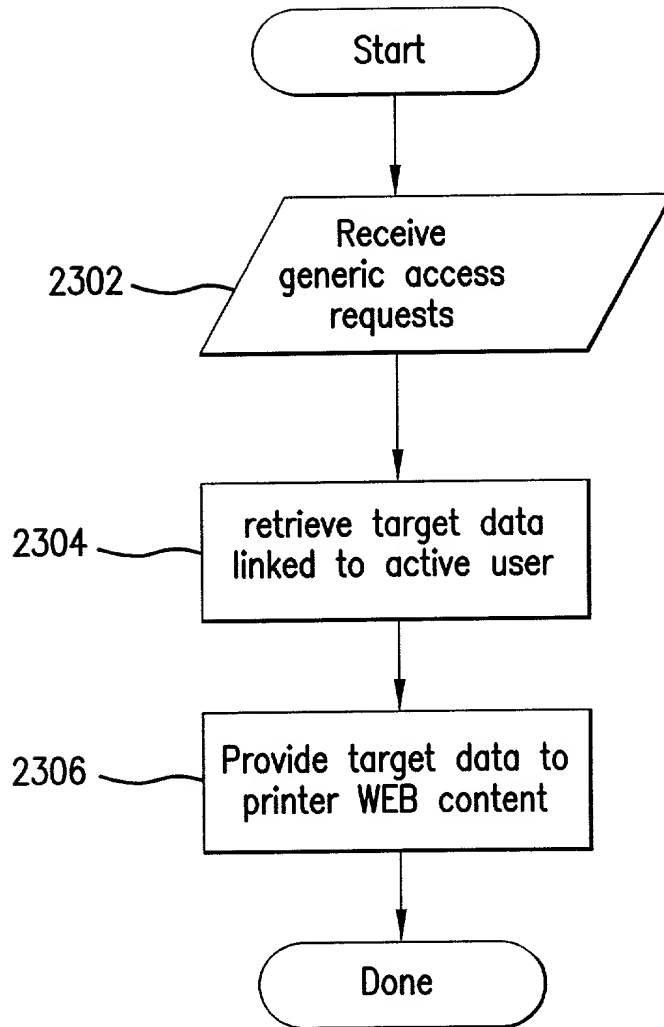 Start
Receive
generic access
requests
2302
retrieve target data
linked to active user
2304
Provide target data to
printer WEB content
2306
Done